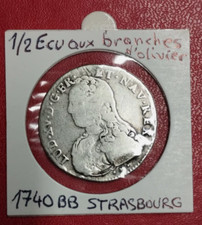 1/2 Ecu aux branches
d'olivier
LUD·XV·D·G·FR·ET·NAV·REX
1740 BB STRASBOURG